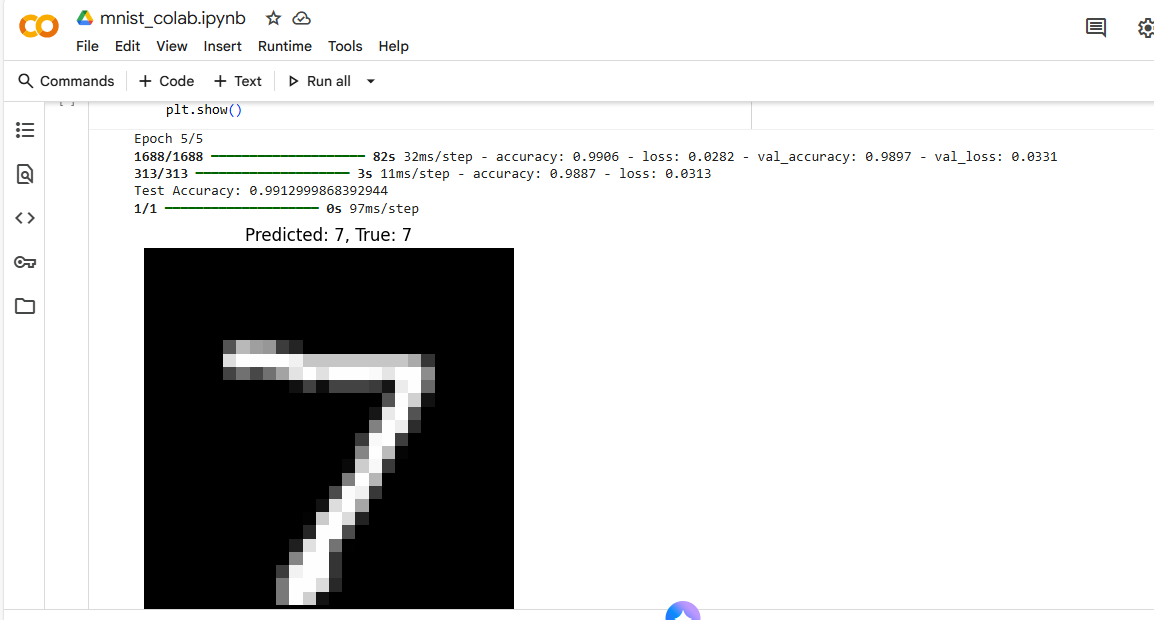 mnist_colab.ipynb
File Edit View Insert Runtime Tools Help
Commands + Code + Text Run all
[ ]
plt.show()
Epoch 5/5
1688/1688 ━━━━━━━━━━━━━━━━━━━━ 82s 32ms/step - accuracy: 0.9906 - loss: 0.0282 - val_accuracy: 0.9897 - val_loss: 0.0331
313/313 ━━━━━━━━━━━━━━━━━━━━ 3s 11ms/step - accuracy: 0.9887 - loss: 0.0313
Test Accuracy: 0.9912999868392944
1/1 ━━━━━━━━━━━━━━━━━━━━ 0s 97ms/step
Predicted: 7, True: 7
7